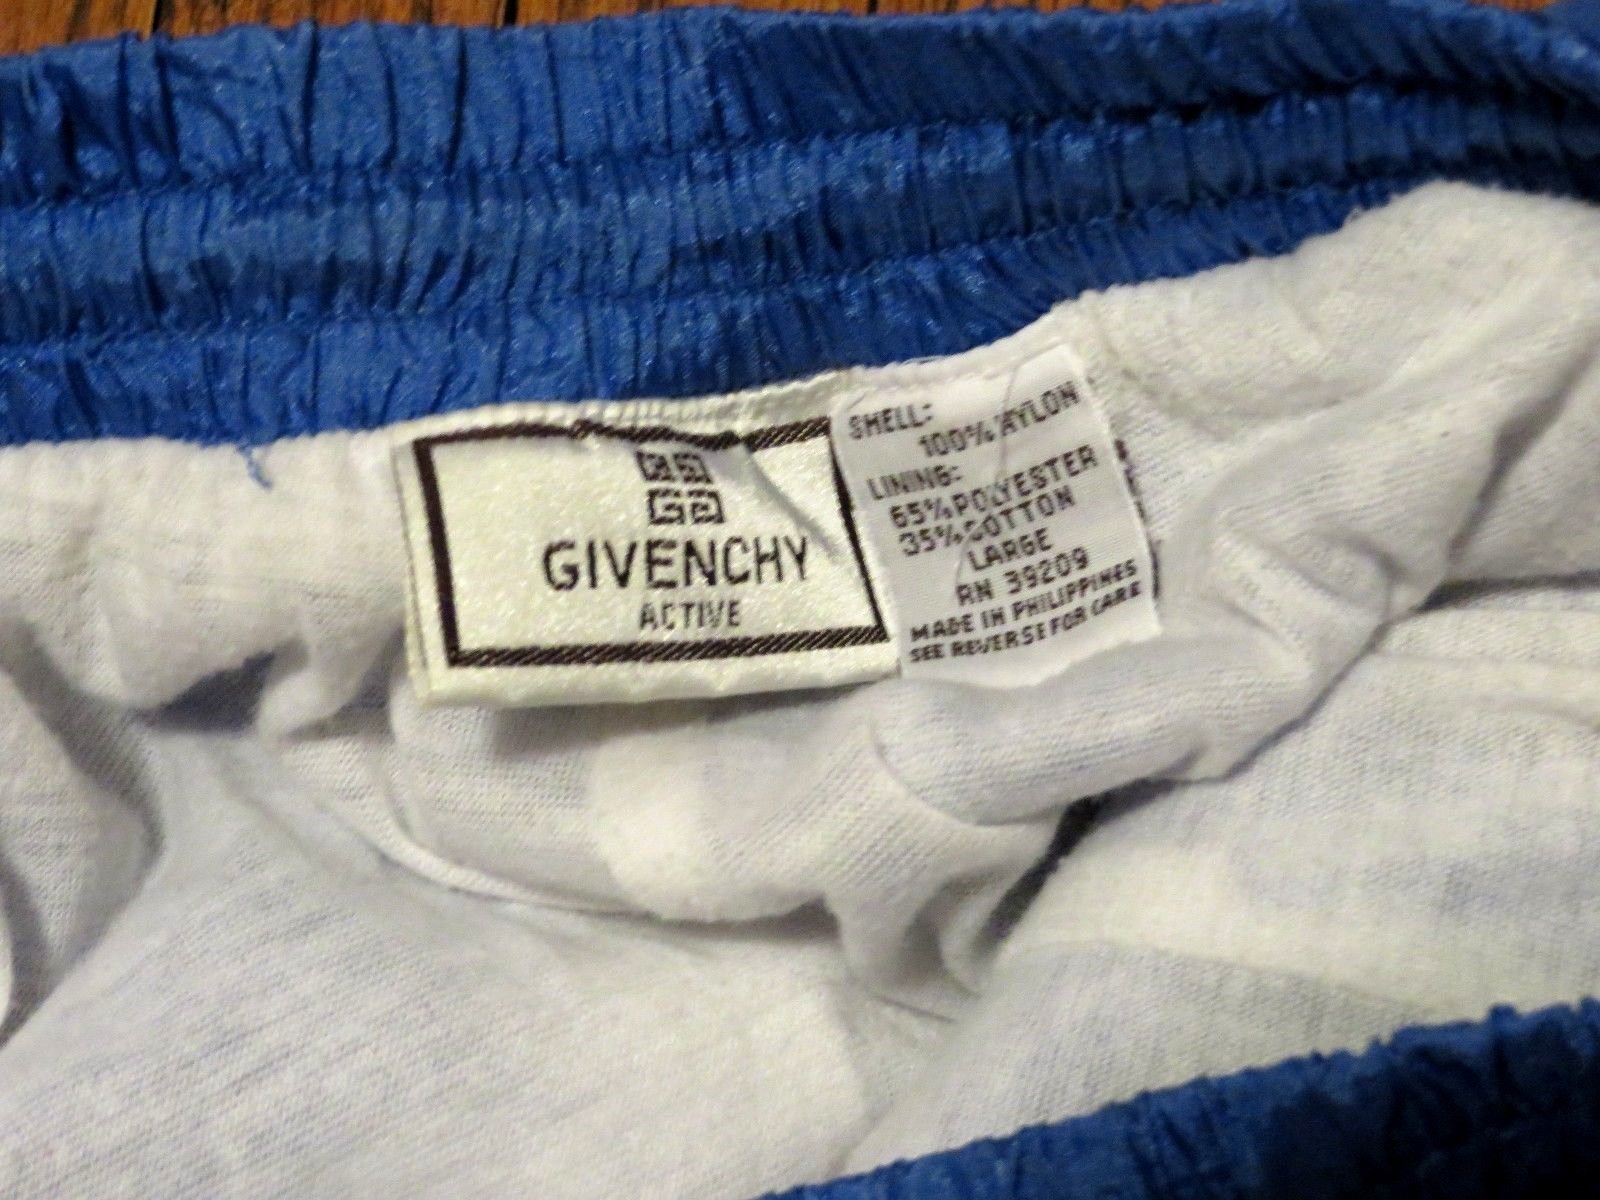 GIVENCHY
ACTIVE
SHELL:
100% NYLON
LINING:
65% POLYESTER
35% COTTON
LARGE
RN 39209
MADE IN PHILIPPINES
SEE REVERSE FOR CARE